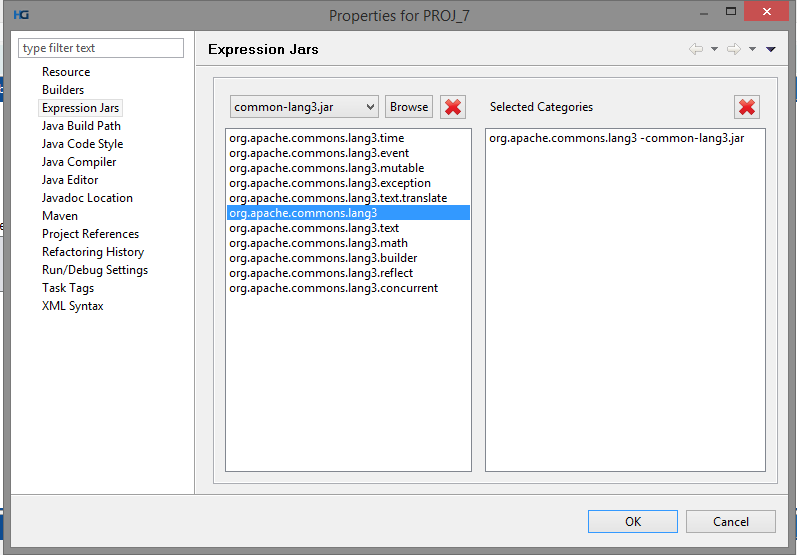 HG
Properties for PROJ_7
type filter text
Resource
Builders
Expression Jars
Java Build Path
Java Code Style
Java Compiler
Java Editor
Javadoc Location
Maven
Project References
Refactoring History
Run/Debug Settings
Task Tags
XML Syntax
Expression Jars
common-lang3.jar
Browse
org.apache.commons.lang3.time
org.apache.commons.lang3.event
org.apache.commons.lang3.mutable
org.apache.commons.lang3.exception
org.apache.commons.lang3.text.translate
org.apache.commons.lang3
org.apache.commons.lang3.text
org.apache.commons.lang3.math
org.apache.commons.lang3.builder
org.apache.commons.lang3.reflect
org.apache.commons.lang3.concurrent
Selected Categories
org.apache.commons.lang3 -common-lang3.jar
OK
Cancel